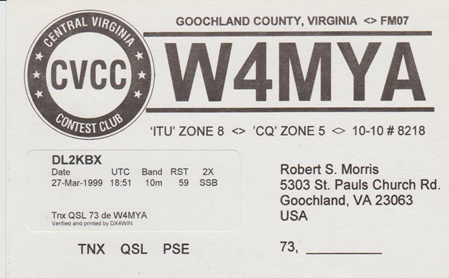 CENTRAL VIRGINIA
CVCC
CONTEST CLUB
GOOCHLAND COUNTY, VIRGINIA <> FM07
W4MYA
'ITU' ZONE 8 <> 'CQ' ZONE 5 <> 10-10 # 8218
DL2KBX
Date UTC Band RST 2X
27-Mar-1999 18:51 10m 59 SSB
Tnx QSL 73 de W4MYA
Verified and printed by DX4WIN
TNX QSL PSE
Robert S. Morris
5303 St. Pauls Church Rd.
Goochland, VA 23063
USA
73, ________